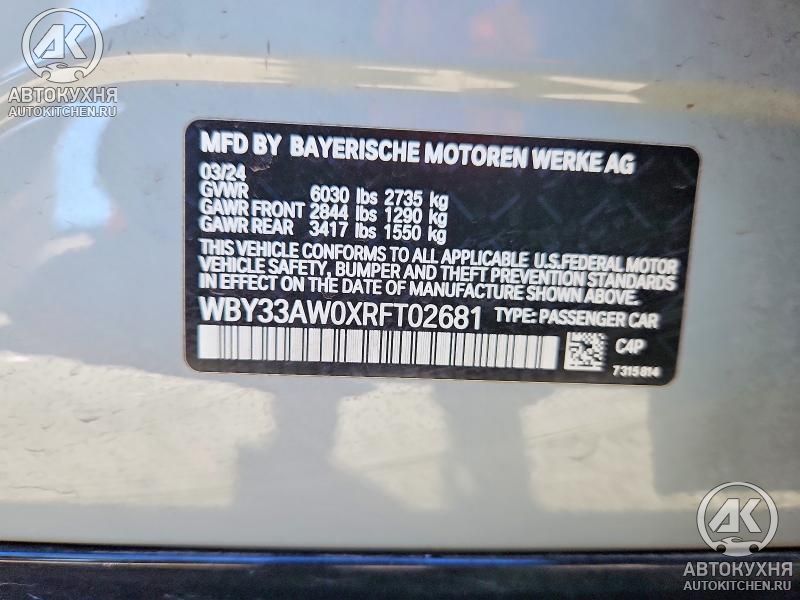 АК
АВТОКУХНЯ
AUTOKITCHEN.RU
MFD BY BAYERISCHE MOTOREN WERKE AG
03/24
GVWR 6030 lbs 2735 kg
GAWR FRONT 2844 lbs 1290 kg
GAWR REAR 3417 lbs 1550 kg
THIS VEHICLE CONFORMS TO ALL APPLICABLE U.S.FEDERAL MOTOR
VEHICLE SAFETY, BUMPER AND THEFT PREVENTION STANDARDS
IN EFFECT ON THE DATE OF MANUFACTURE SHOWN ABOVE.
WBY33AW0XRFT02681 TYPE: PASSENGER CAR
C4P
7315814
АК
АВТОКУХНЯ
AUTOKITCHEN.RU